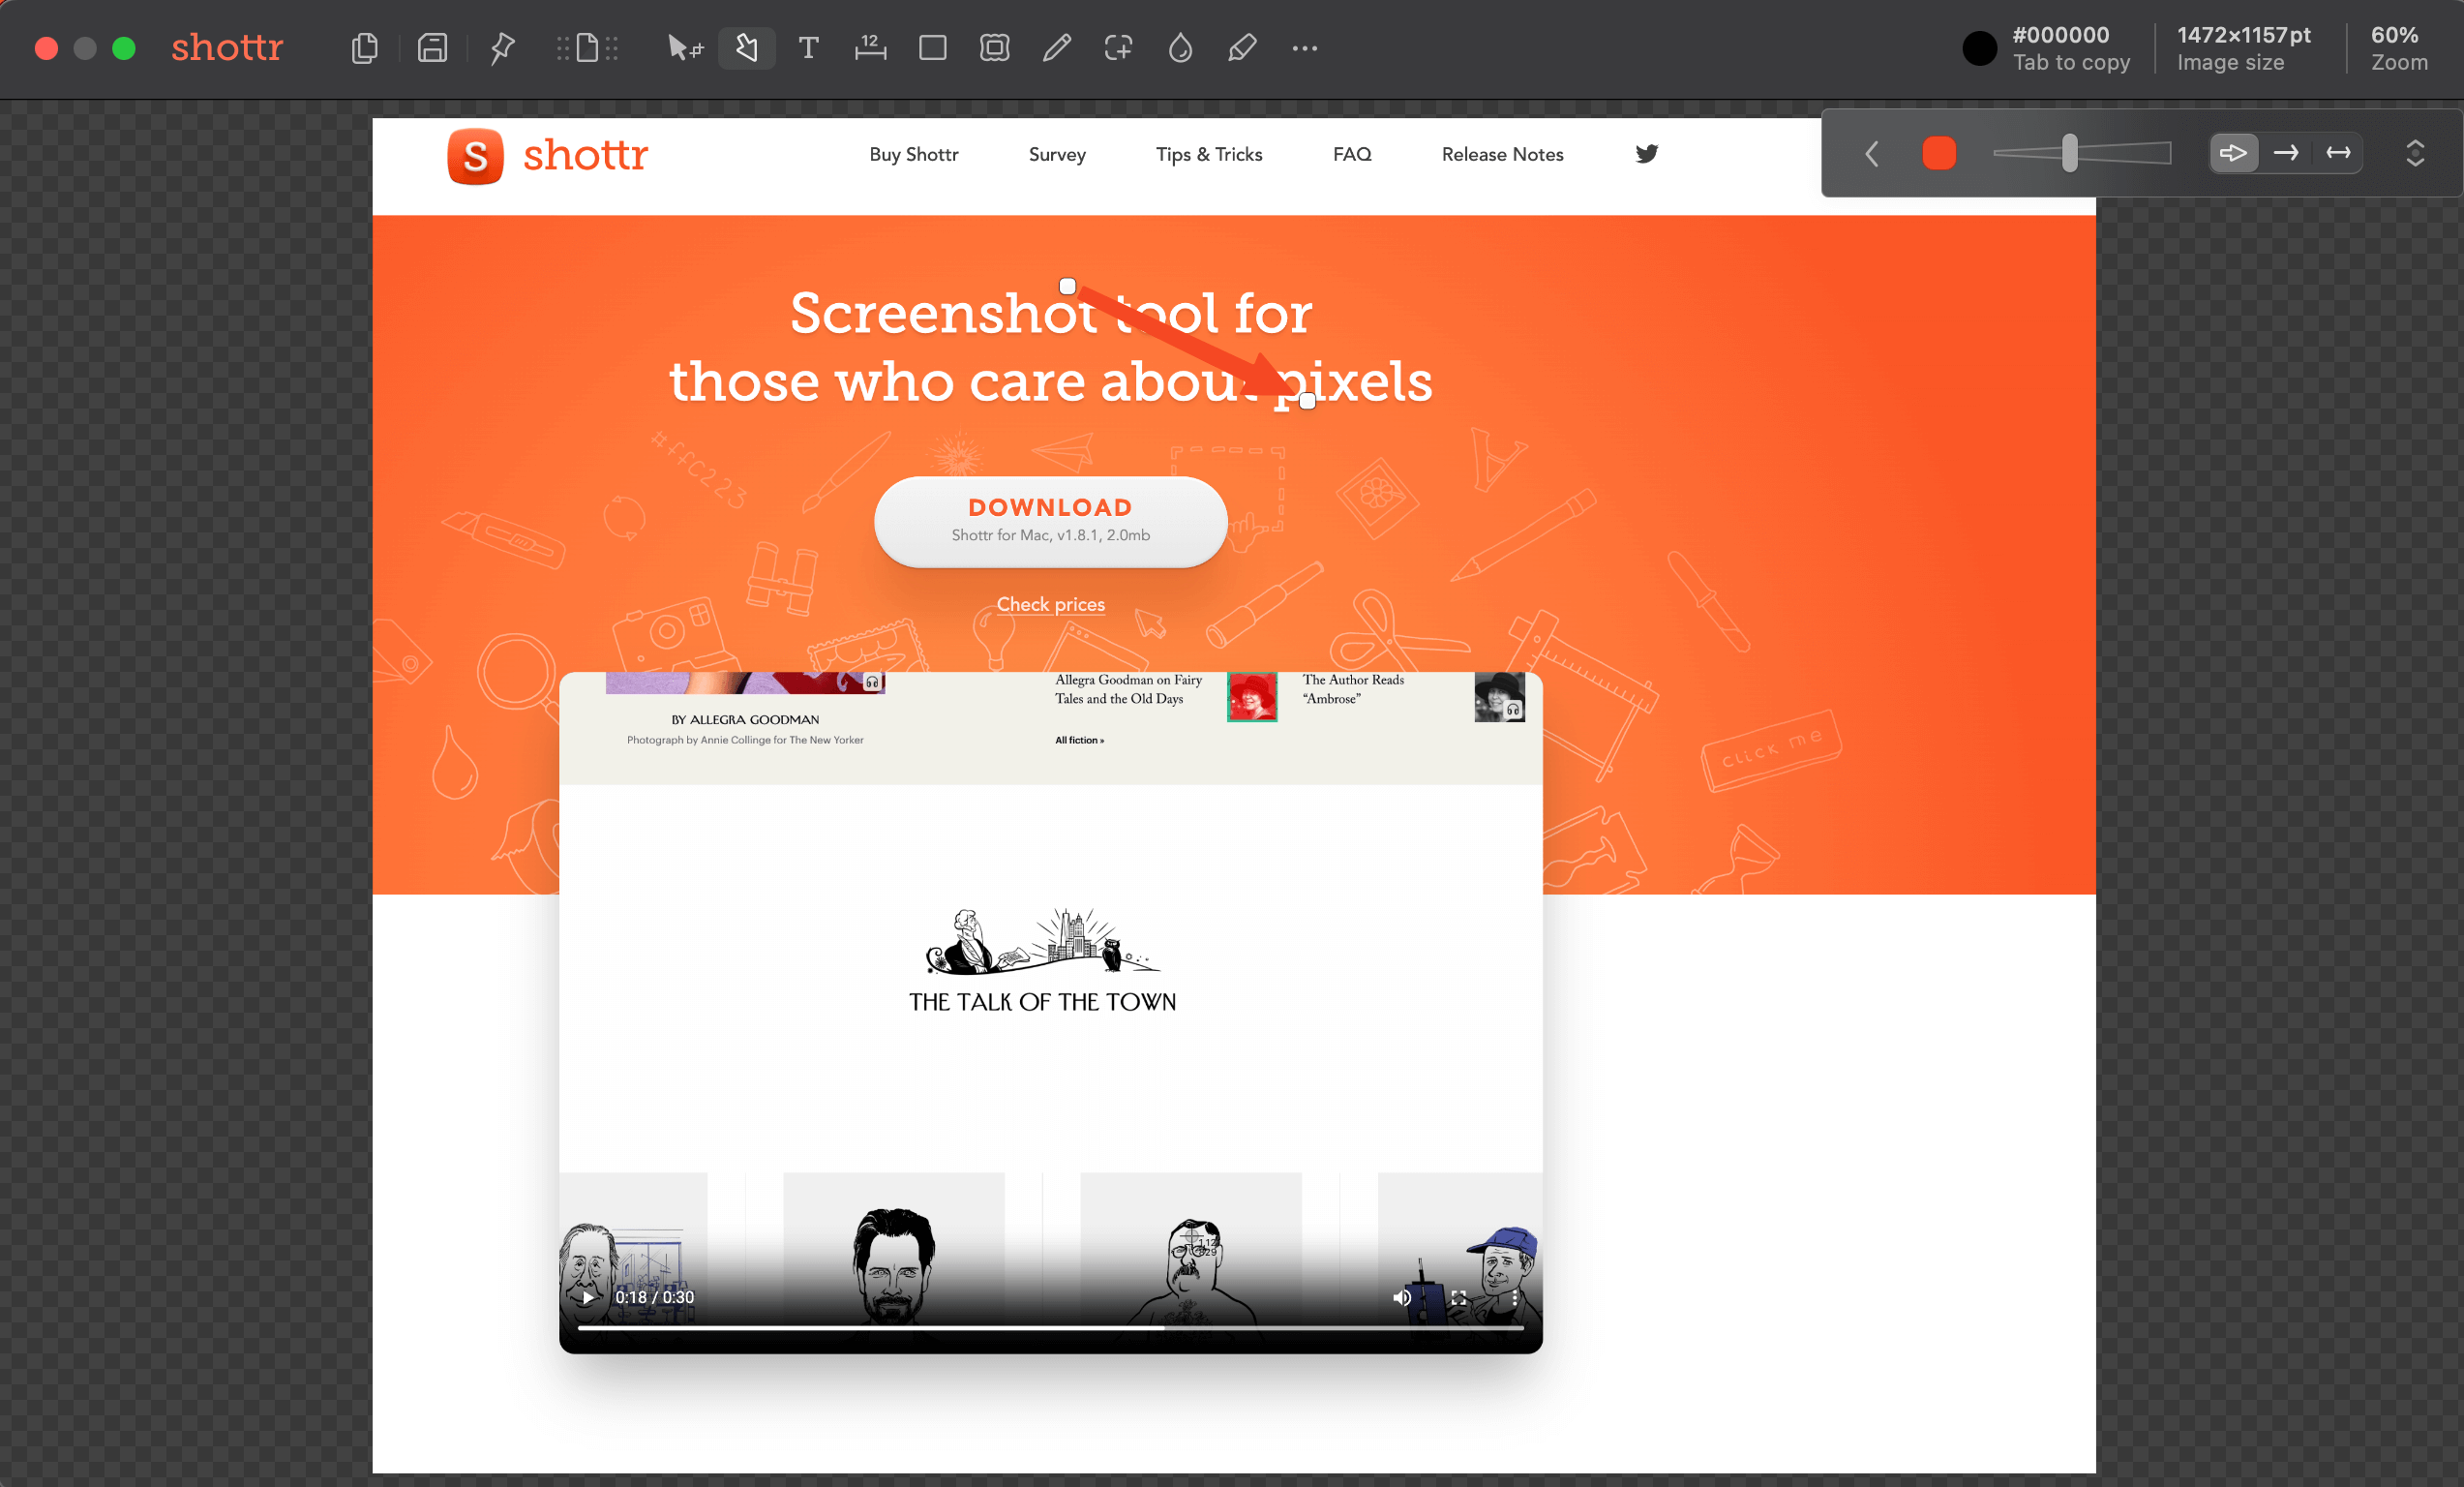 shottr
12
#000000
Tab to copy
1472×1157pt
Image size
60%
Zoom
S shottr
Buy Shottr
Survey
Tips & Tricks
FAQ
Release Notes
Screenshot tool for
those who care about pixels
#ffc223
A
DOWNLOAD
Shottr for Mac, v1.8.1, 2.0mb
Check prices
click me
BY ALLEGRA GOODMAN
Photograph by Annie Collinge for The New Yorker
Allegra Goodman on Fairy
Tales and the Old Days
All fiction »
The Author Reads
“Ambrose”
THE TALK OF THE TOWN
0:18 / 0:30